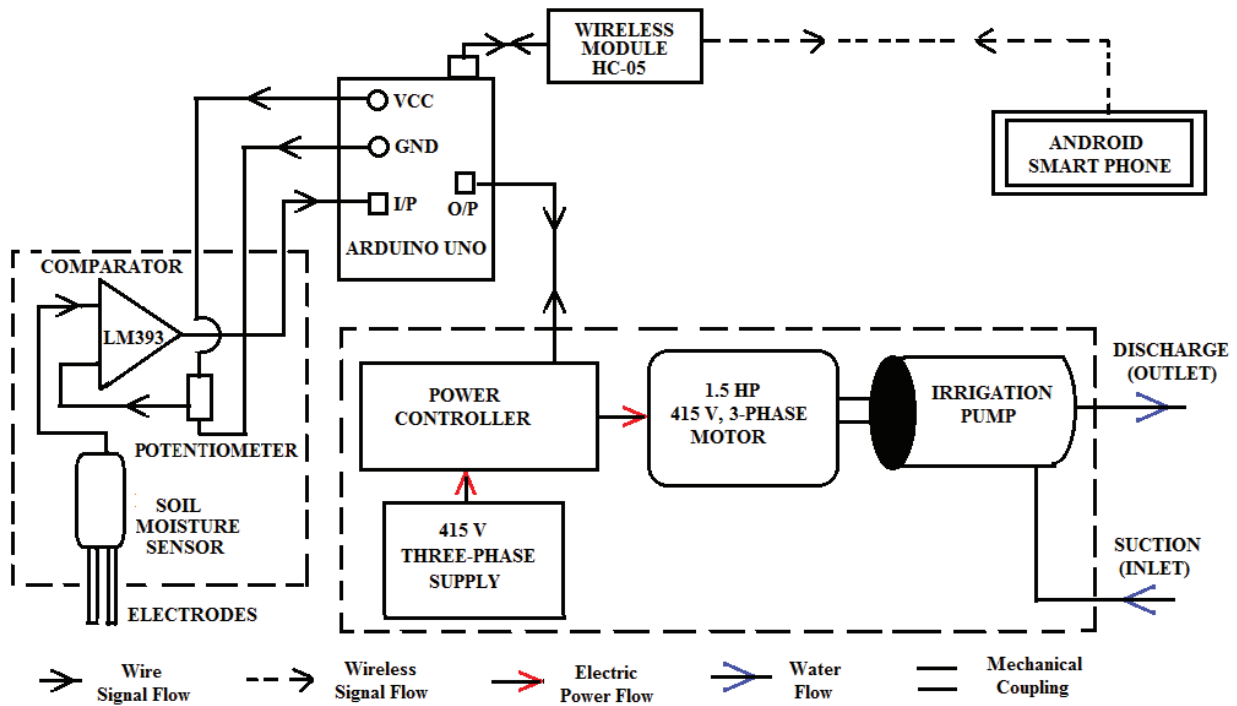 WIRELESS
MODULE
HC-05
VCC
GND
I/P
O/P
ARDUINO UNO
ANDROID
SMART PHONE
COMPARATOR
LM393
POTENTIOMETER
SOIL
MOISTURE
SENSOR
ELECTRODES
POWER
CONTROLLER
1.5 HP
415 V, 3-PHASE
MOTOR
IRRIGATION
PUMP
DISCHARGE
(OUTLET)
415 V
THREE-PHASE
SUPPLY
SUCTION
(INLET)
Wire
Signal Flow
Wireless
Signal Flow
Electric
Power Flow
Water
Flow
Mechanical
Coupling